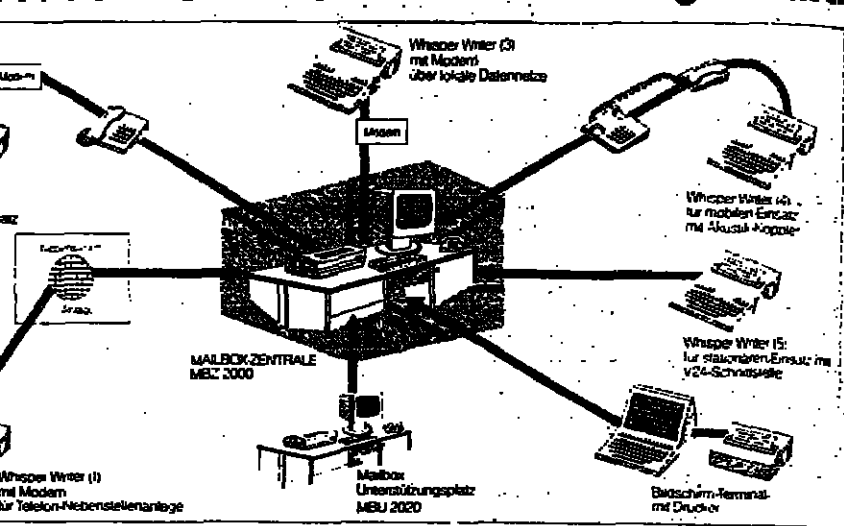 Modem
Whisper Writer (3)
mit Modem
über lokale Datennetze
Modem
Whisper Writer (4)
für mobilen Einsatz
mit Akustik-Koppler
MAILBOX-ZENTRALE
MBZ 2000
Whisper Writer (5)
für stationären Einsatz mit
V24-Schnittstelle
Whisper Writer (1)
mit Modem
für Telefon-Nebenstellenanlage
Mailbox
Unterstützungsplatz
MBU 2020
Bildschirm-Terminal
mit Drucker